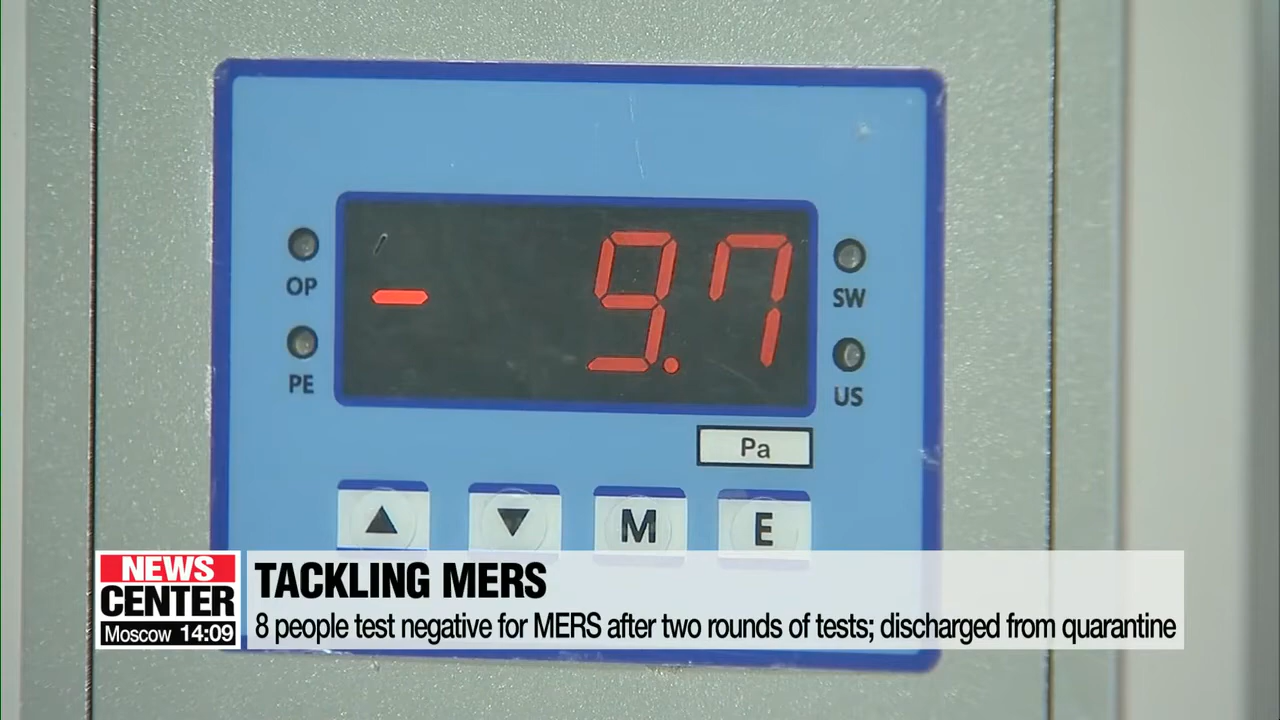 - 9.7
OP
SW
PE
US
Pa
▲ ▼ M E
NEWS
CENTER
Moscow 14:09
TACKLING MERS
8 people test negative for MERS after two rounds of tests; discharged from quarantine